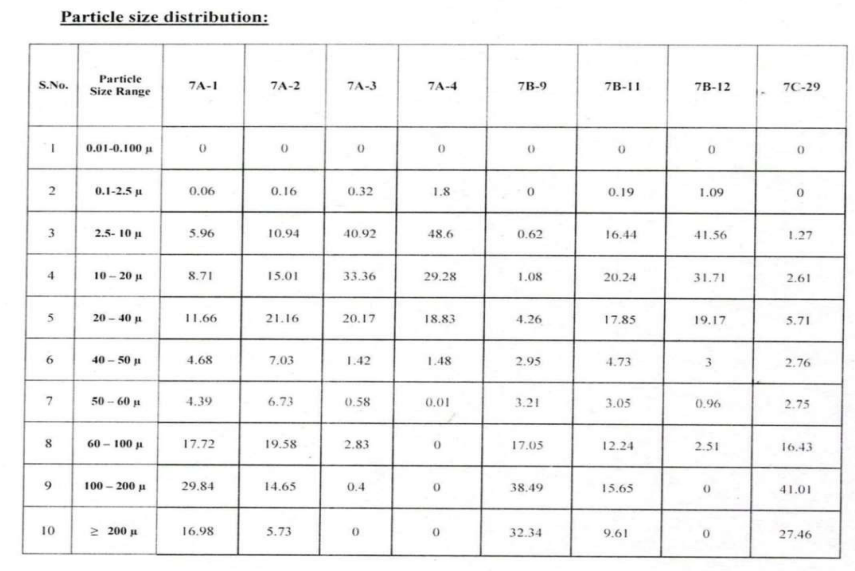 Particle size distribution:
S.No. Particle Size Range 7A-1 7A-2 7A-3 7A-4 7B-9 7B-11 7B-12 7C-29
1 0.01-0.100 µ 0 0 0 0 0 0 0 0
2 0.1-2.5 µ 0.06 0.16 0.32 1.8 0 0.19 1.09 0
3 2.5- 10 µ 5.96 10.94 40.92 48.6 0.62 16.44 41.56 1.27
4 10 – 20 µ 8.71 15.01 33.36 29.28 1.08 20.24 31.71 2.61
5 20 – 40 µ 11.66 21.16 20.17 18.83 4.26 17.85 19.17 5.71
6 40 – 50 µ 4.68 7.03 1.42 1.48 2.95 4.73 3 2.76
7 50 – 60 µ 4.39 6.73 0.58 0.01 3.21 3.05 0.96 2.75
8 60 – 100 µ 17.72 19.58 2.83 0 17.05 12.24 2.51 16.43
9 100 – 200 µ 29.84 14.65 0.4 0 38.49 15.65 0 41.01
10 ≥ 200 µ 16.98 5.73 0 0 32.34 9.61 0 27.46